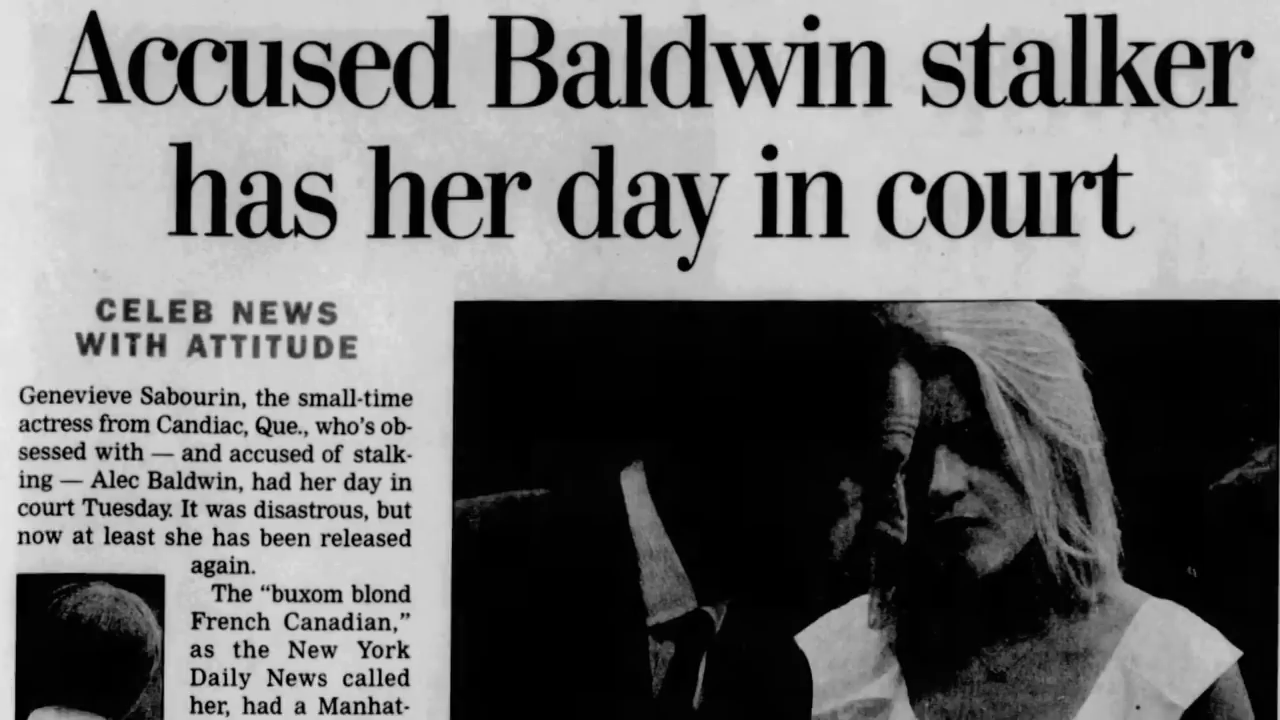 Accused Baldwin stalker
has her day in court
CELEB NEWS
WITH ATTITUDE
Genevieve Sabourin, the small-time
actress from Candiac, Que., who's ob-
sessed with — and accused of stalk-
ing — Alec Baldwin, had her day in
court Tuesday. It was disastrous, but
now at least she has been released
again.
The “buxom blond
French Canadian,”
as the New York
Daily News called
her, had a Manhat-